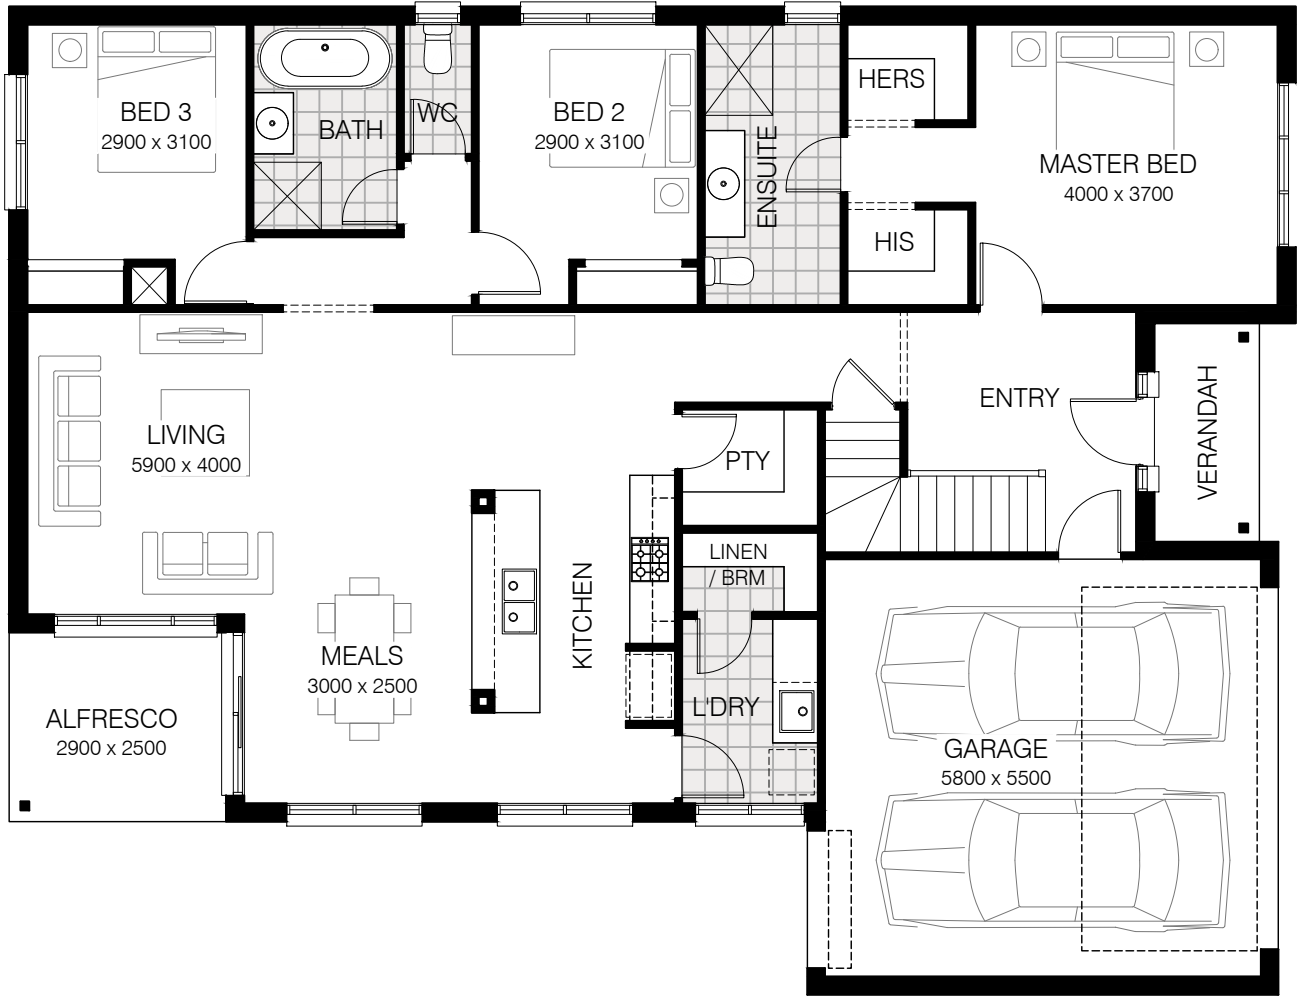 HERS
BED 3
2900 x 3100
BATH
WC
BED 2
2900 x 3100
ENSUITE
MASTER BED
4000 x 3700
HIS
ENTRY
VERANDAH
LIVING
5900 x 4000
PTY
LINEN
/ BRM
KITCHEN
MEALS
3000 x 2500
L'DRY
ALFRESCO
2900 x 2500
GARAGE
5800 x 5500